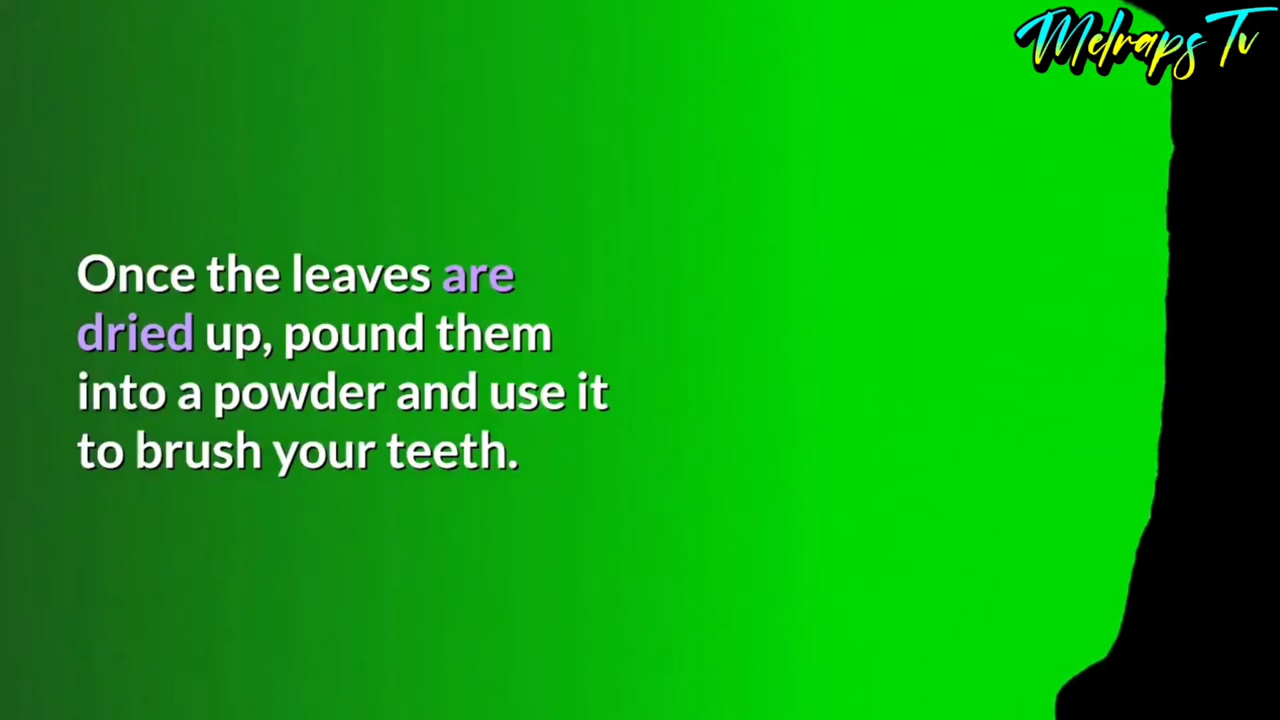 Melraps Tv
Once the leaves are
dried up, pound them
into a powder and use it
to brush your teeth.